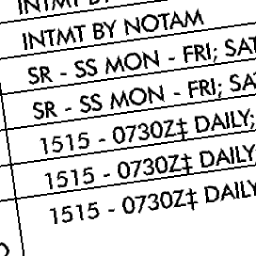 INTMT BY
INTMT BY NOTAM
SR - SS MON - FRI; SAT
SR - SS MON - FRI; SAT
1515 - 0730Z‡ DAILY;
1515 - 0730Z‡ DAILY;
1515 - 0730Z‡ DAILY